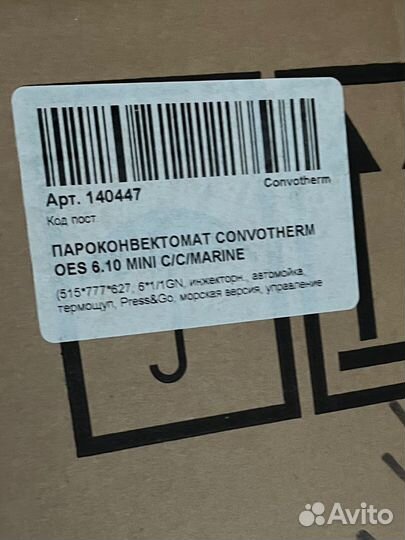 Арт. 140447
Convotherm
Код пост.
ПАРОКОНВЕКТОМАТ CONVOTHERM
OES 6.10 MINI C/C/MARINE
(515*777*627, 6*1/1GN, инжекторн., автомойка,
термощуп, Press&Go, морская версия, управление
Avito